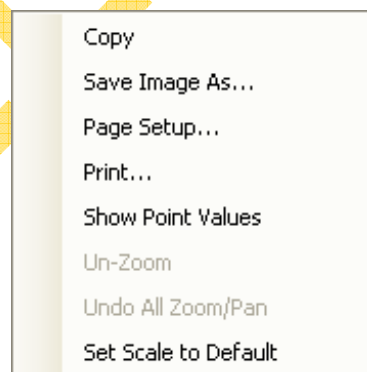 Copy
Save Image As...
Page Setup...
Print...
Show Point Values
Un-Zoom
Undo All Zoom/Pan
Set Scale to Default